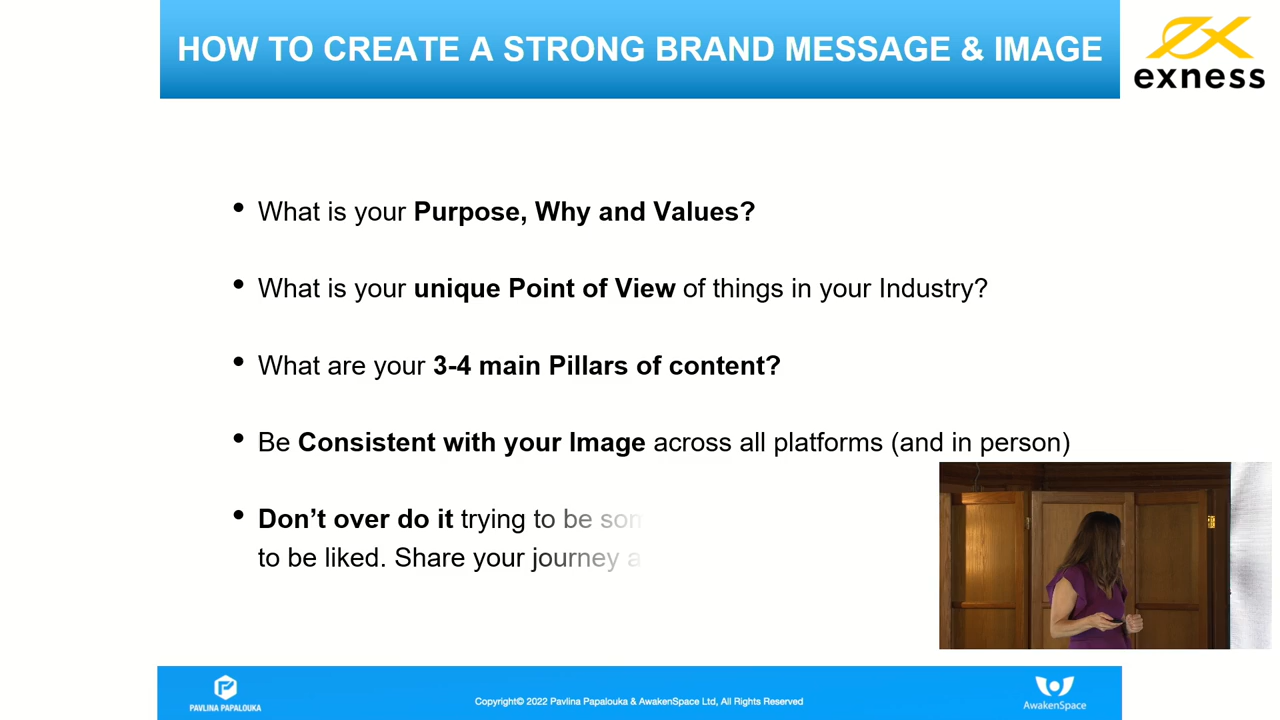 HOW TO CREATE A STRONG BRAND MESSAGE & IMAGE
exness
• What is your Purpose, Why and Values?
• What is your unique Point of View of things in your Industry?
• What are your 3-4 main Pillars of content?
• Be Consistent with your Image across all platforms (and in person)
• Don’t over do it trying to be
to be liked. Share your journey
PAVLINA PAPALOUKA
Copyright© 2022 Pavlina Papalouka & AwakenSpace Ltd, All Rights Reserved
AwakenSpace